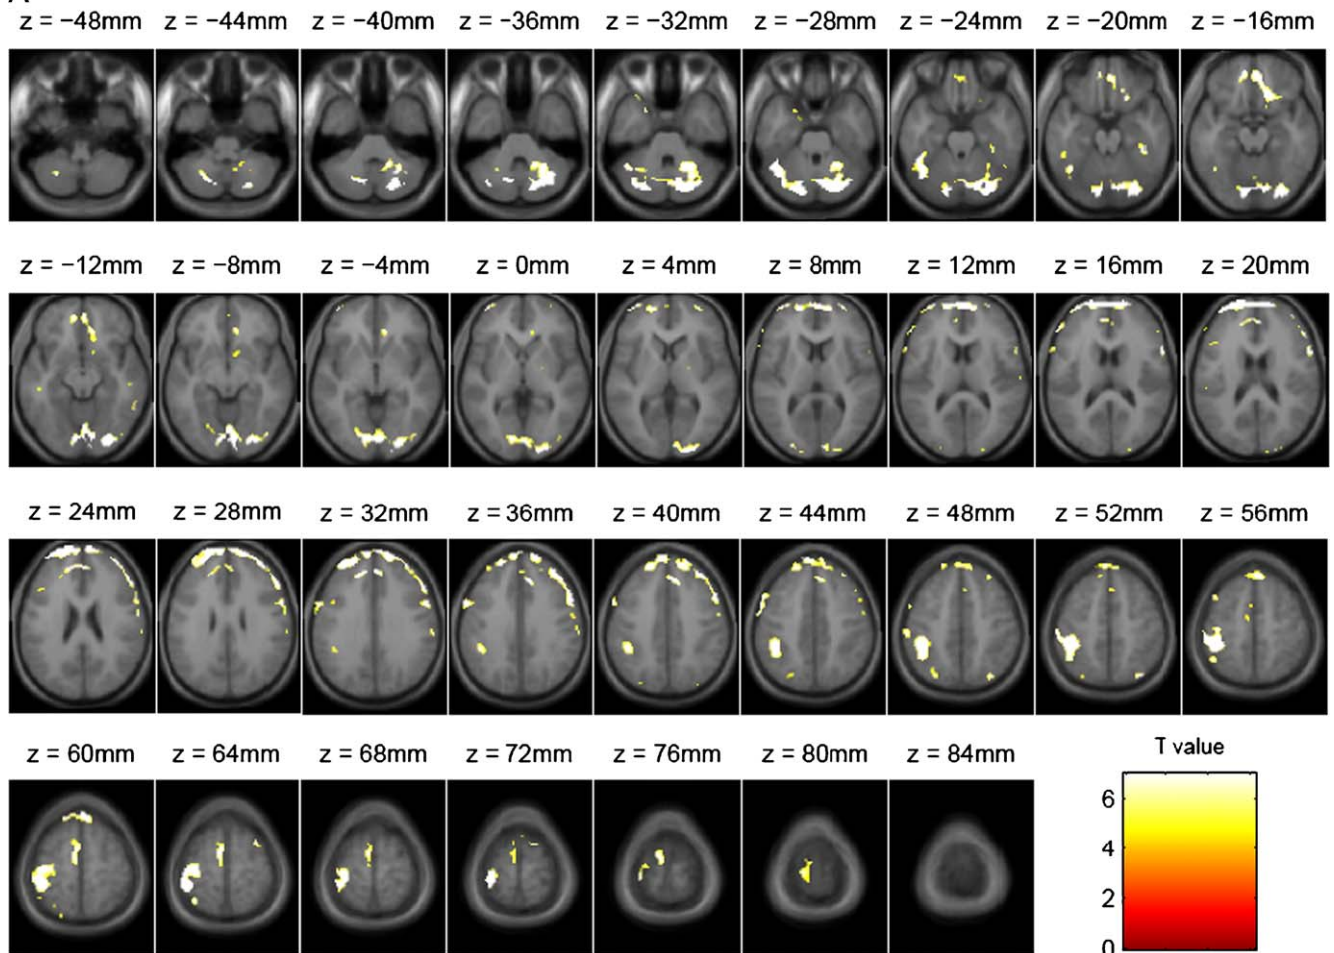 z = −48mm z = −44mm z = −40mm z = −36mm z = −32mm z = −28mm z = −24mm z = −20mm z = −16mm
z = −12mm z = −8mm z = −4mm z = 0mm z = 4mm z = 8mm z = 12mm z = 16mm z = 20mm
z = 24mm z = 28mm z = 32mm z = 36mm z = 40mm z = 44mm z = 48mm z = 52mm z = 56mm
z = 60mm z = 64mm z = 68mm z = 72mm z = 76mm z = 80mm z = 84mm T value
6
4
2
0